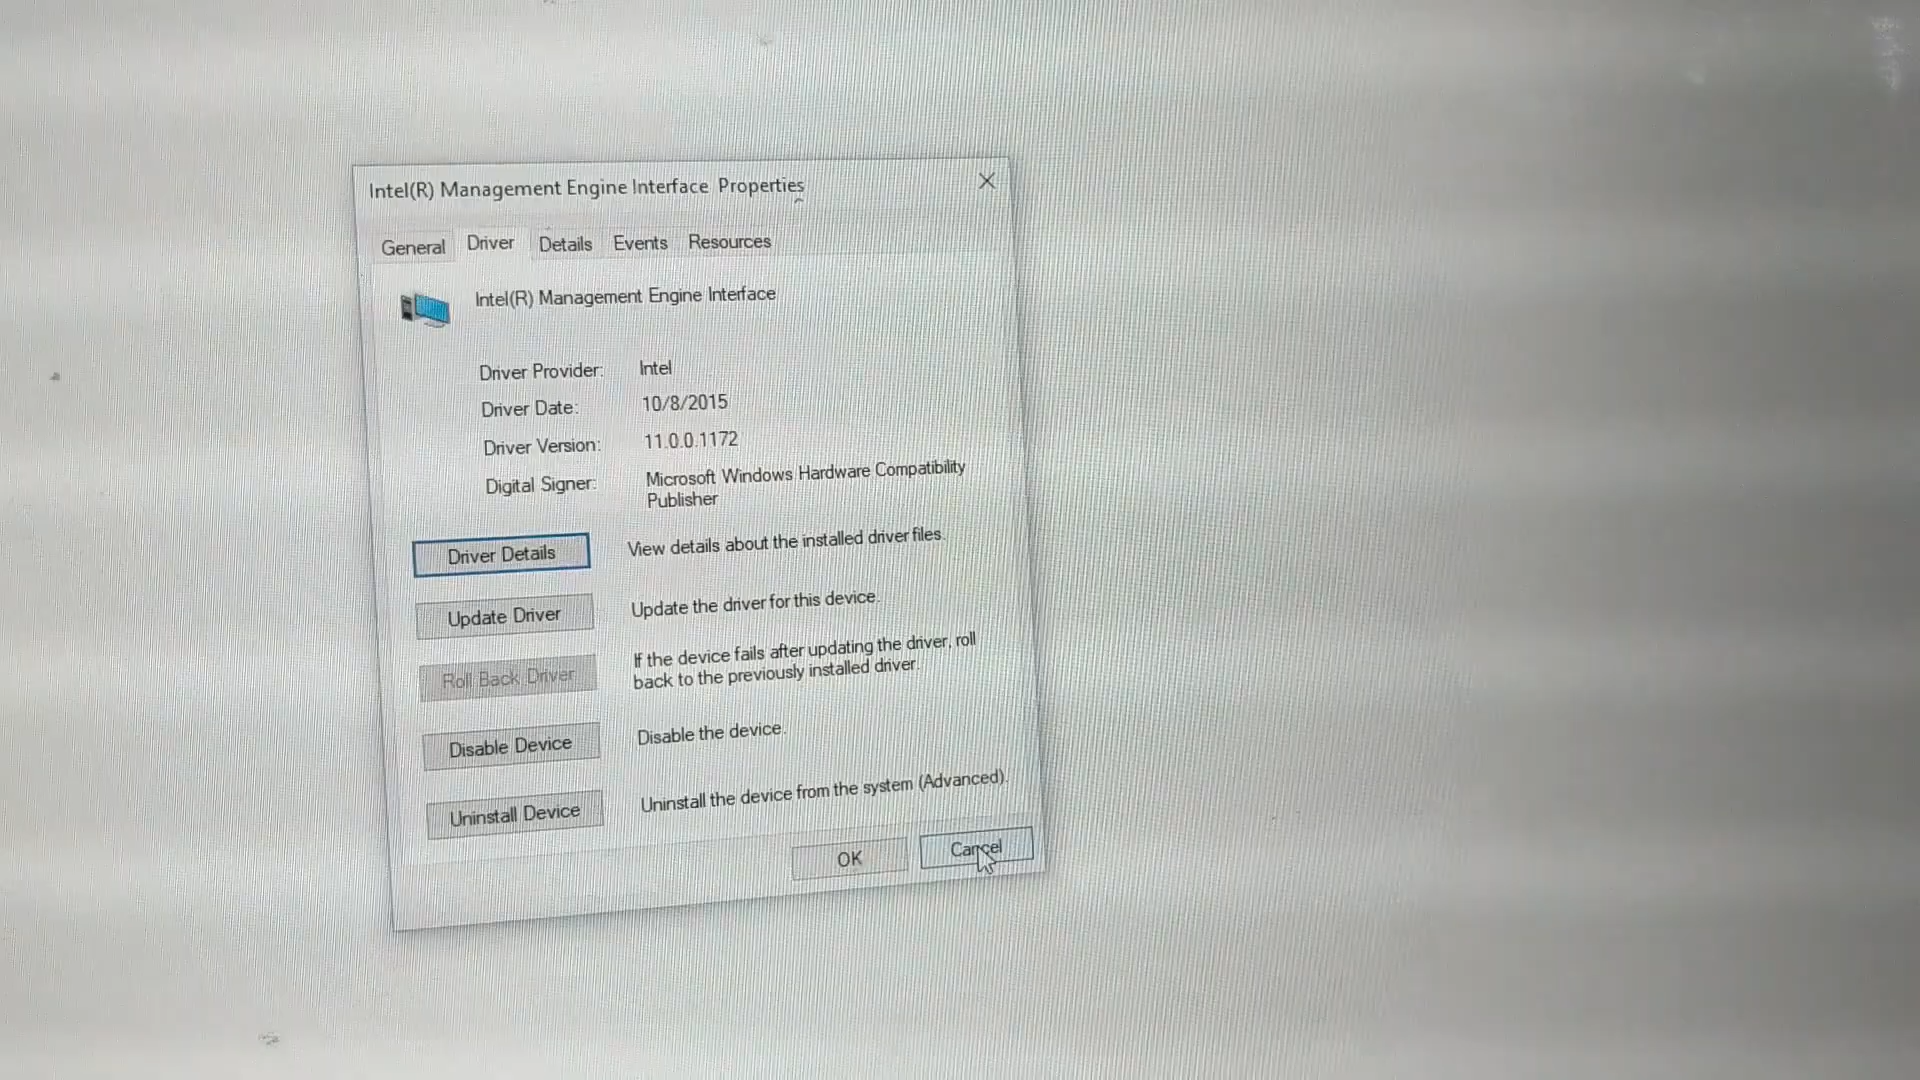 Intel(R) Management Engine Interface Properties
General Driver Details Events Resources
Intel(R) Management Engine Interface
Driver Provider: Intel
Driver Date: 10/8/2015
Driver Version: 11.0.0.1172
Digital Signer: Microsoft Windows Hardware Compatibility
Publisher
Driver Details View details about the installed driver files.
Update Driver Update the driver for this device.
Roll Back Driver If the device fails after updating the driver, roll
back to the previously installed driver.
Disable Device Disable the device.
Uninstall Device Uninstall the device from the system (Advanced).
OK Cancel